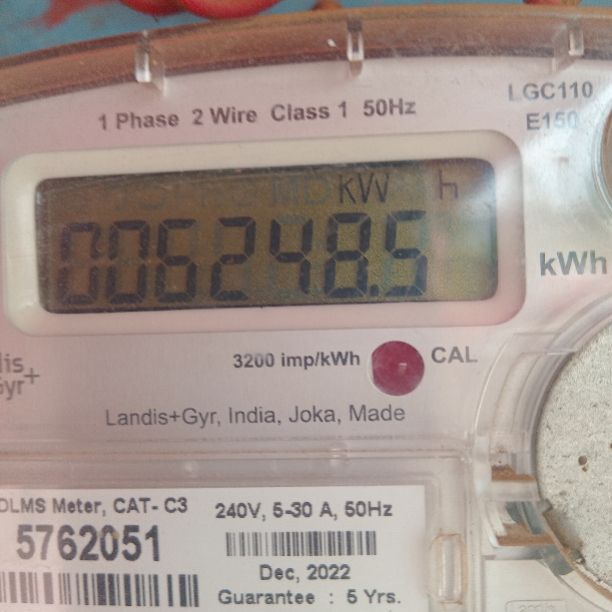 LGC110
E150
1 Phase 2 Wire Class 1 50Hz
kW h
006248.5
kWh
3200 imp/kWh
CAL
Landis+Gyr, India, Joka, Made
DLMS Meter, CAT- C3
5762051
240V, 5-30 A, 50Hz
Dec, 2022
Guarantee : 5 Yrs.